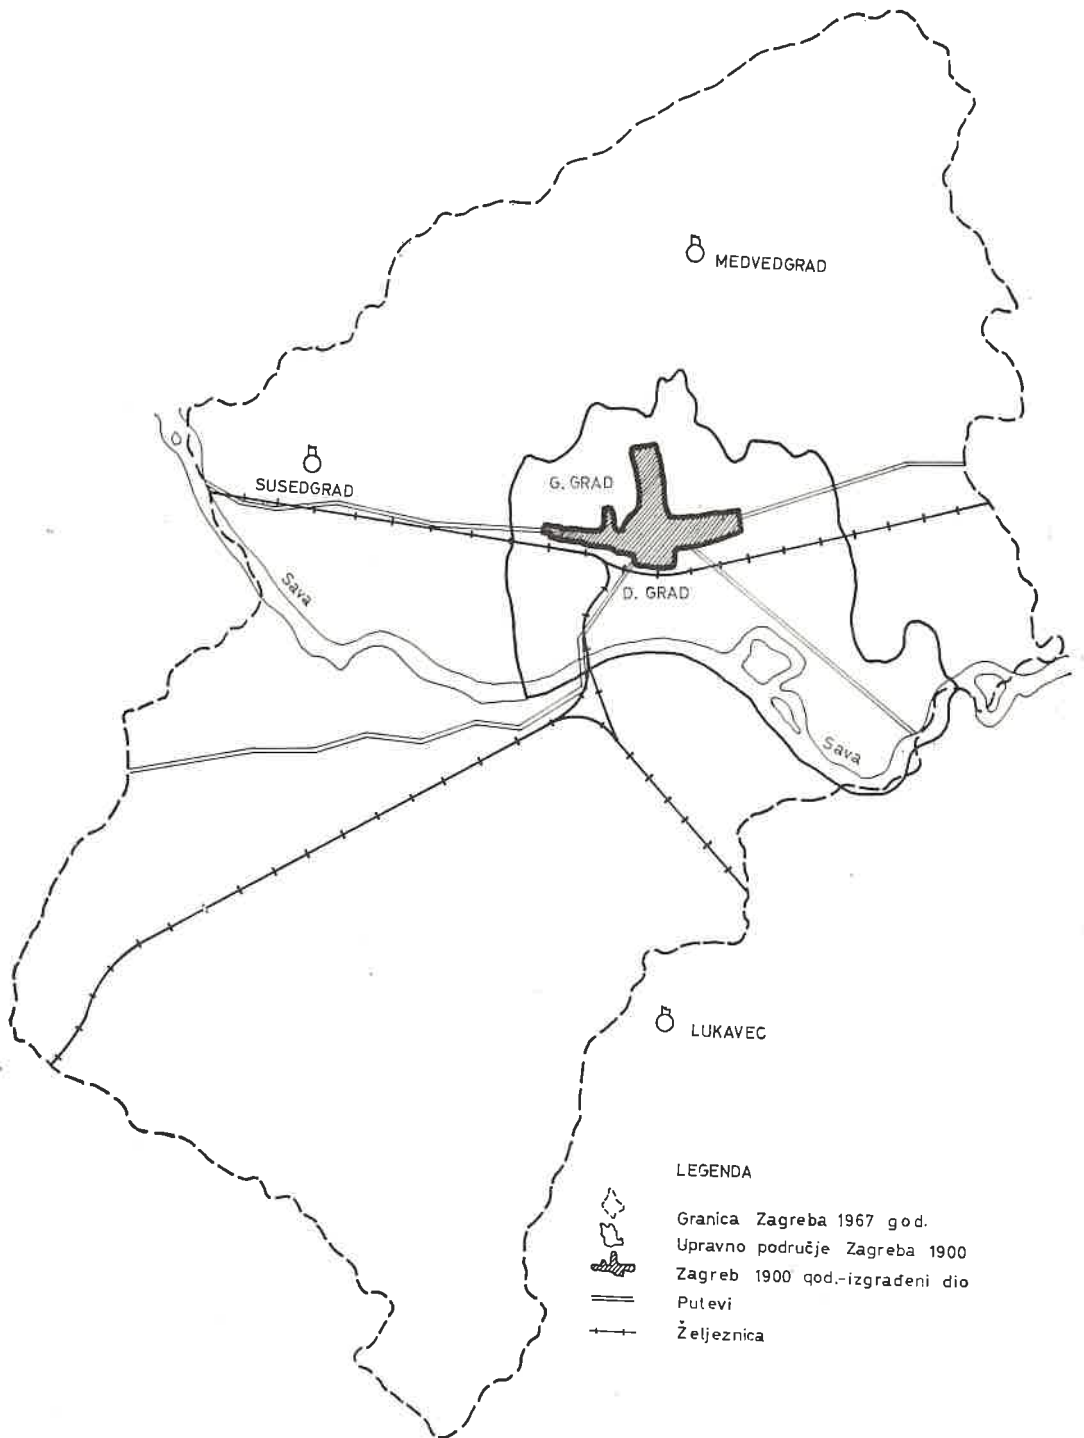 MEDVEDGRAD
SUSEDGRAD
G. GRAD
D. GRAD
Sava
Sava
LUKAVEC
LEGENDA
Granica Zagreba 1967 god.
Upravno područje Zagreba 1900
Zagreb 1900 god.-izgrađeni dio
Putevi
Željeznica